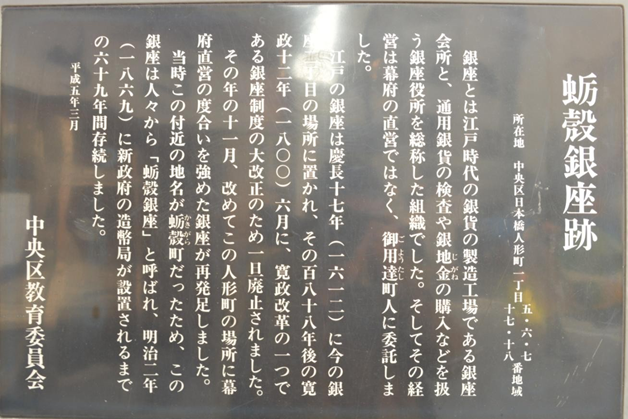 蛎殻銀座跡
所在地 中央区日本橋人形町一丁目 五・六・七
十七・十八 番地域
銀座とは江戸時代の銀貨の製造工場である銀座
会所と、通用銀貨の検査や銀地金の購入などを扱
う銀座役所を総称した組織でした。そしてその経
営は幕府の直営ではなく、御用達町人に委託しま
した。
江戸の銀座は慶長十七年(一六一二)に今の銀
座二丁目の場所に置かれ、その百八十八年後の寛
政十二年(一八〇〇)六月に、寛政改革の一つで
ある銀座制度の大改正のため一旦廃止されました。
その年の十一月、改めてこの人形町の場所に幕
府直営の度合いを強めた銀座が再発足しました。
当時この付近の地名が蛎殻町だったため、この
銀座は人々から「蛎殻銀座」と呼ばれ、明治二年
(一八六九)に新政府の造幣局が設置されるまで
の六十九年間存続しました。
平成五年三月
中央区教育委員会